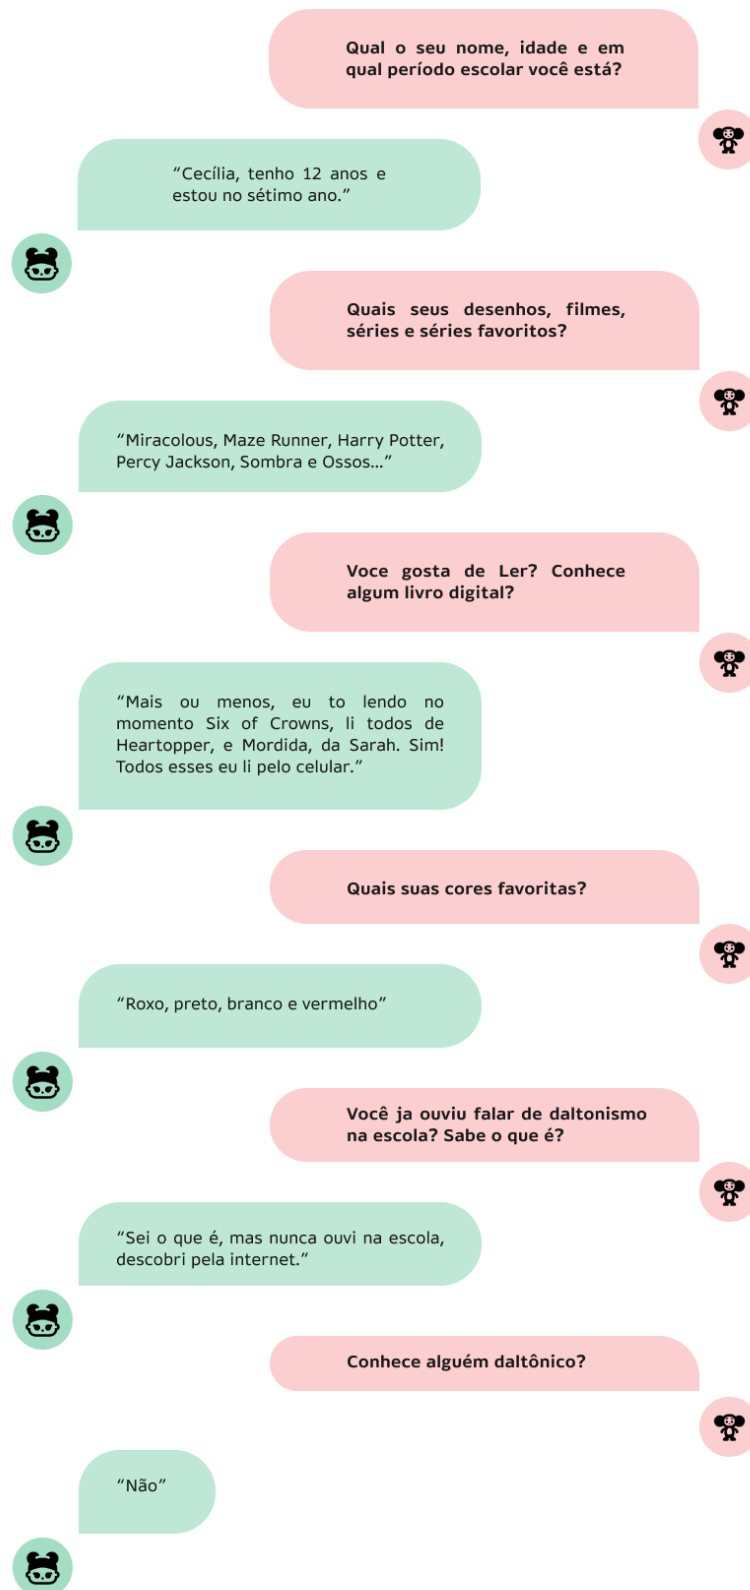 Qual o seu nome, idade e em
qual período escolar você está?
“Cecília, tenho 12 anos e
estou no sétimo ano.”
Quais seus desenhos, filmes,
séries e séries favoritos?
“Miracolous, Maze Runner, Harry Potter,
Percy Jackson, Sombra e Ossos...”
Voce gosta de Ler? Conhece
algum livro digital?
“Mais ou menos, eu to lendo no
momento Six of Crowns, li todos de
Heartopper, e Mordida, da Sarah. Sim!
Todos esses eu li pelo celular.”
Quais suas cores favoritas?
“Roxo, preto, branco e vermelho”
Você ja ouviu falar de daltonismo
na escola? Sabe o que é?
“Sei o que é, mas nunca ouvi na escola,
descobri pela internet.”
Conhece alguém daltônico?
“Não”